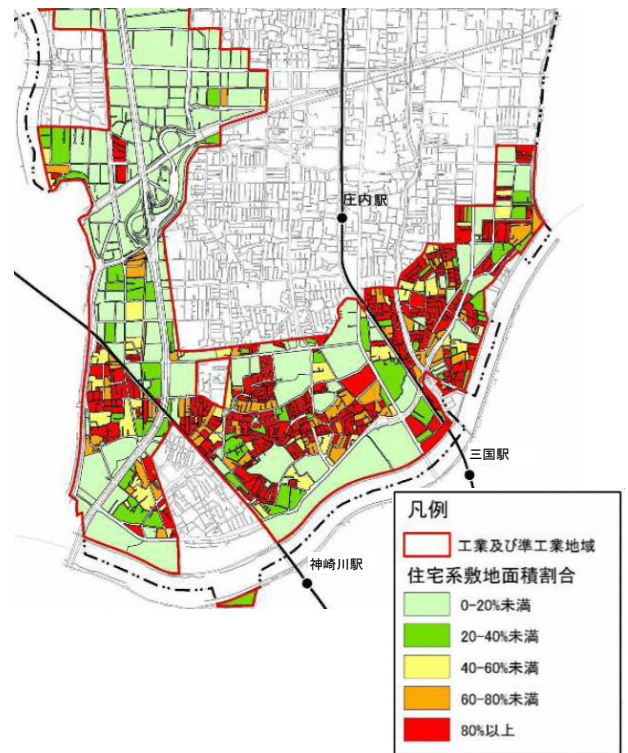 庄内駅
三国駅
神崎川駅
凡例
工業及び準工業地域
住宅系敷地面積割合
0-20%未満
20-40%未満
40-60%未満
60-80%未満
80%以上